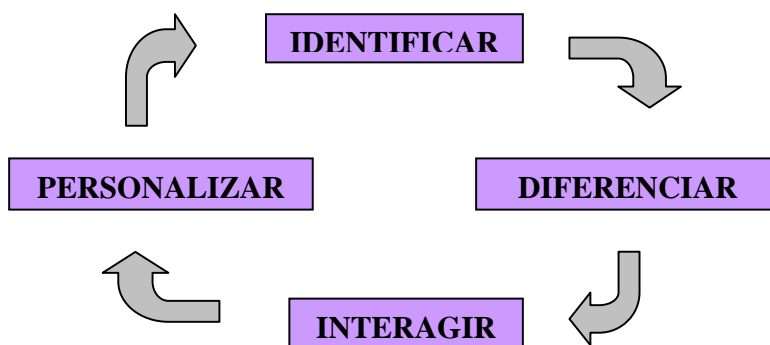 IDENTIFICAR
PERSONALIZAR
DIFERENCIAR
INTERAGIR